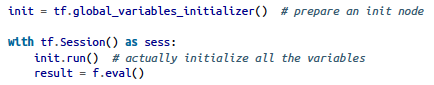 init = tf.global_variables_initializer()  # prepare an init node
with tf.Session() as sess:
    init.run()  # actually initialize all the variables
    result = f.eval()